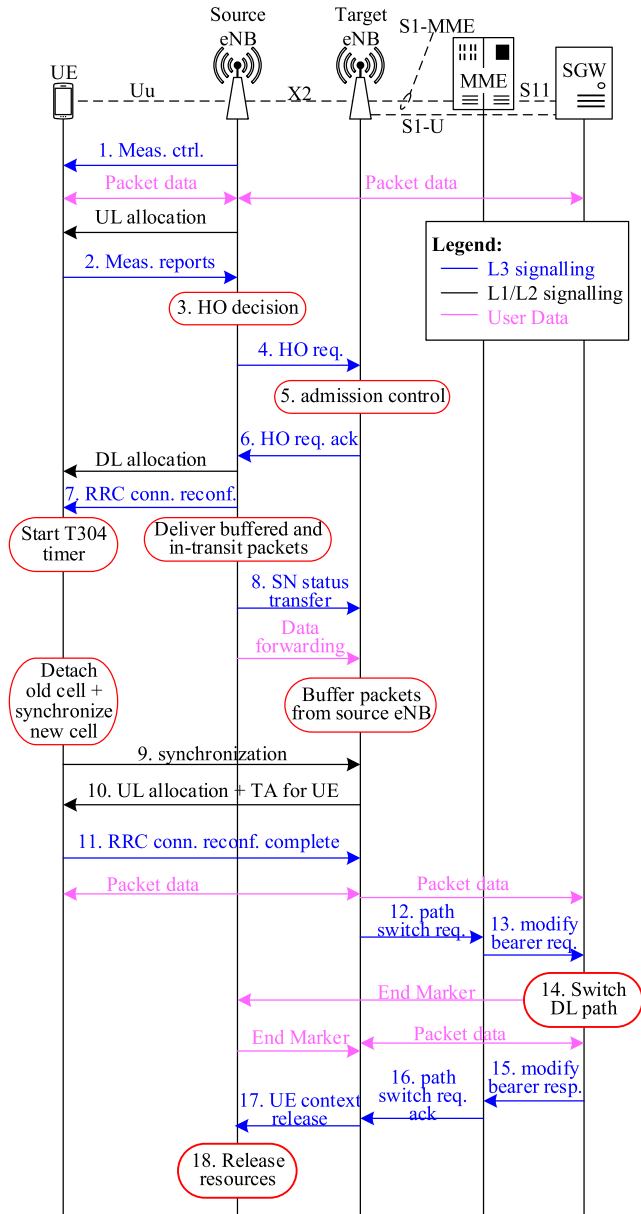 Source
eNB
Target
eNB
S1-MME
UE
Uu
X2
MME
S11
SGW
S1-U
1. Meas. ctrl.
Packet data
Packet data
UL allocation
Legend:
L3 signalling
L1/L2 signalling
User Data
2. Meas. reports
3. HO decision
4. HO req.
5. admission control
6. HO req. ack
DL allocation
7. RRC conn. reconf.
Start T304
timer
Deliver buffered and
in-transit packets
8. SN status
transfer
Data
forwarding
Detach
old cell +
synchronize
new cell
Buffer packets
from source eNB
9. synchronization
10. UL allocation + TA for UE
11. RRC conn. reconf. complete
Packet data
Packet data
12. path
switch req.
13. modify
bearer req.
End Marker
14. Switch
DL path
End Marker
Packet data
15. modify
bearer resp.
16. path
switch req.
ack
17. UE context
release
18. Release
resources